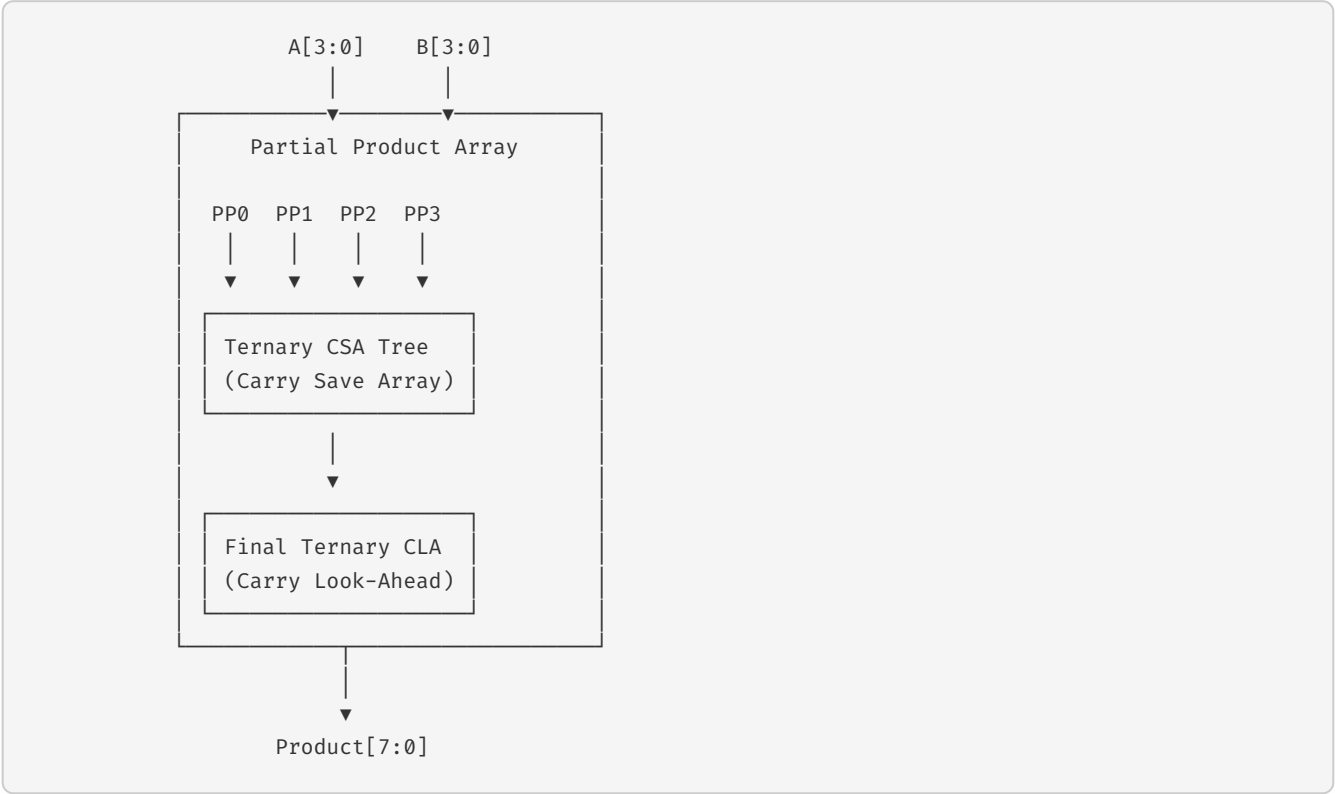 A[3:0] B[3:0]
Partial Product Array
PP0 PP1 PP2 PP3
Ternary CSA Tree
(Carry Save Array)
Final Ternary CLA
(Carry Look-Ahead)
Product[7:0]